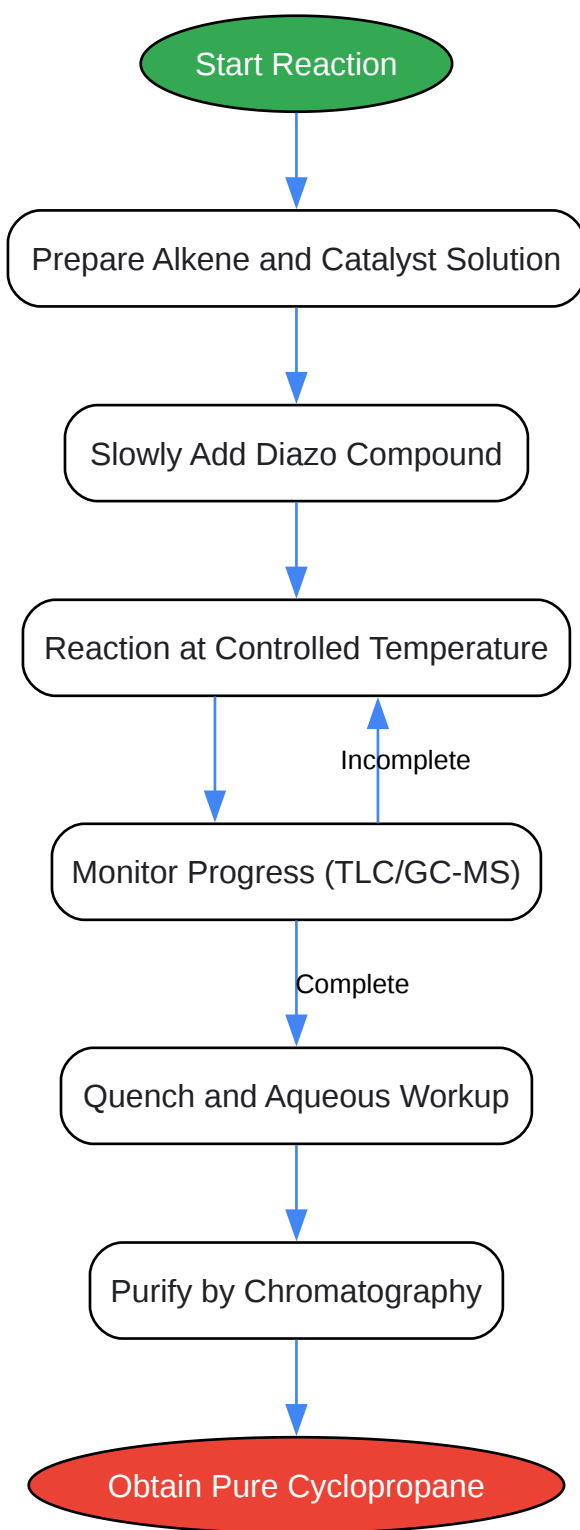 Start Reaction
Prepare Alkene and Catalyst Solution
Slowly Add Diazo Compound
Reaction at Controlled Temperature
Incomplete
Monitor Progress (TLC/GC-MS)
Complete
Quench and Aqueous Workup
Purify by Chromatography
Obtain Pure Cyclopropane